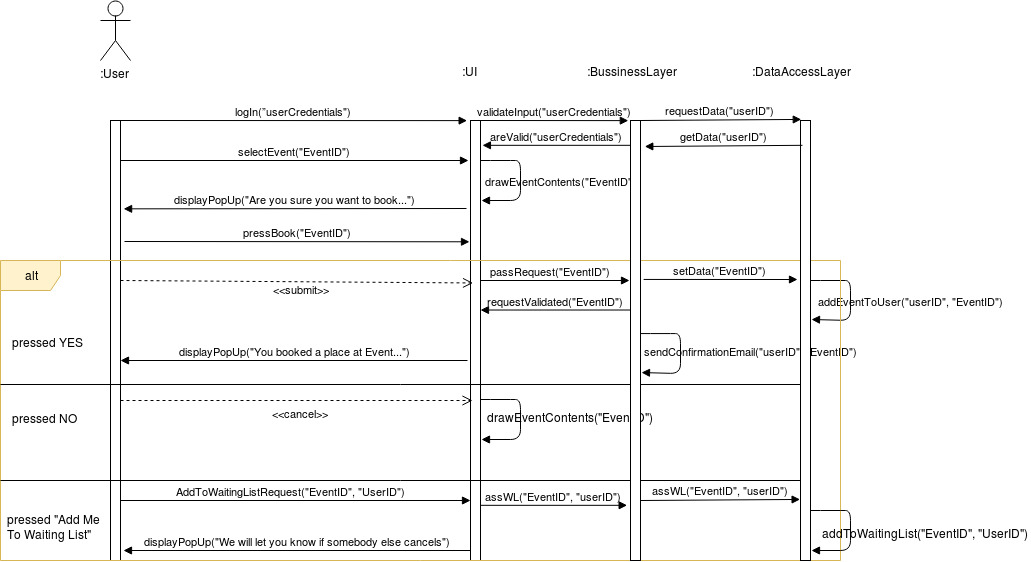 :User
:UI
:BussinessLayer
:DataAccessLayer
logIn("userCredentials")
validateInput("userCredentials")
requestData("userID")
areValid("userCredentials")
getData("userID")
selectEvent("EventID")
drawEventContents("EventID"
displayPopUp("Are you sure you want to book...")
pressBook("EventID")
alt
passRequest("EventID")
setData("EventID")
<<submit>>
requestValidated("EventID")
addEventToUser("userID", "EventID")
pressed YES
displayPopUp("You booked a place at Event...")
sendConfirmationEmail("userID" "EventID")
<<cancel>>
pressed NO
drawEventContents("EventID")
AddToWaitingListRequest("EventID", "UserID")
assWL("EventID", "userID")
assWL("EventID", "userID")
pressed "Add Me
To Waiting List"
addToWaitingList("EventID", "UserID")
displayPopUp("We will let you know if somebody else cancels")